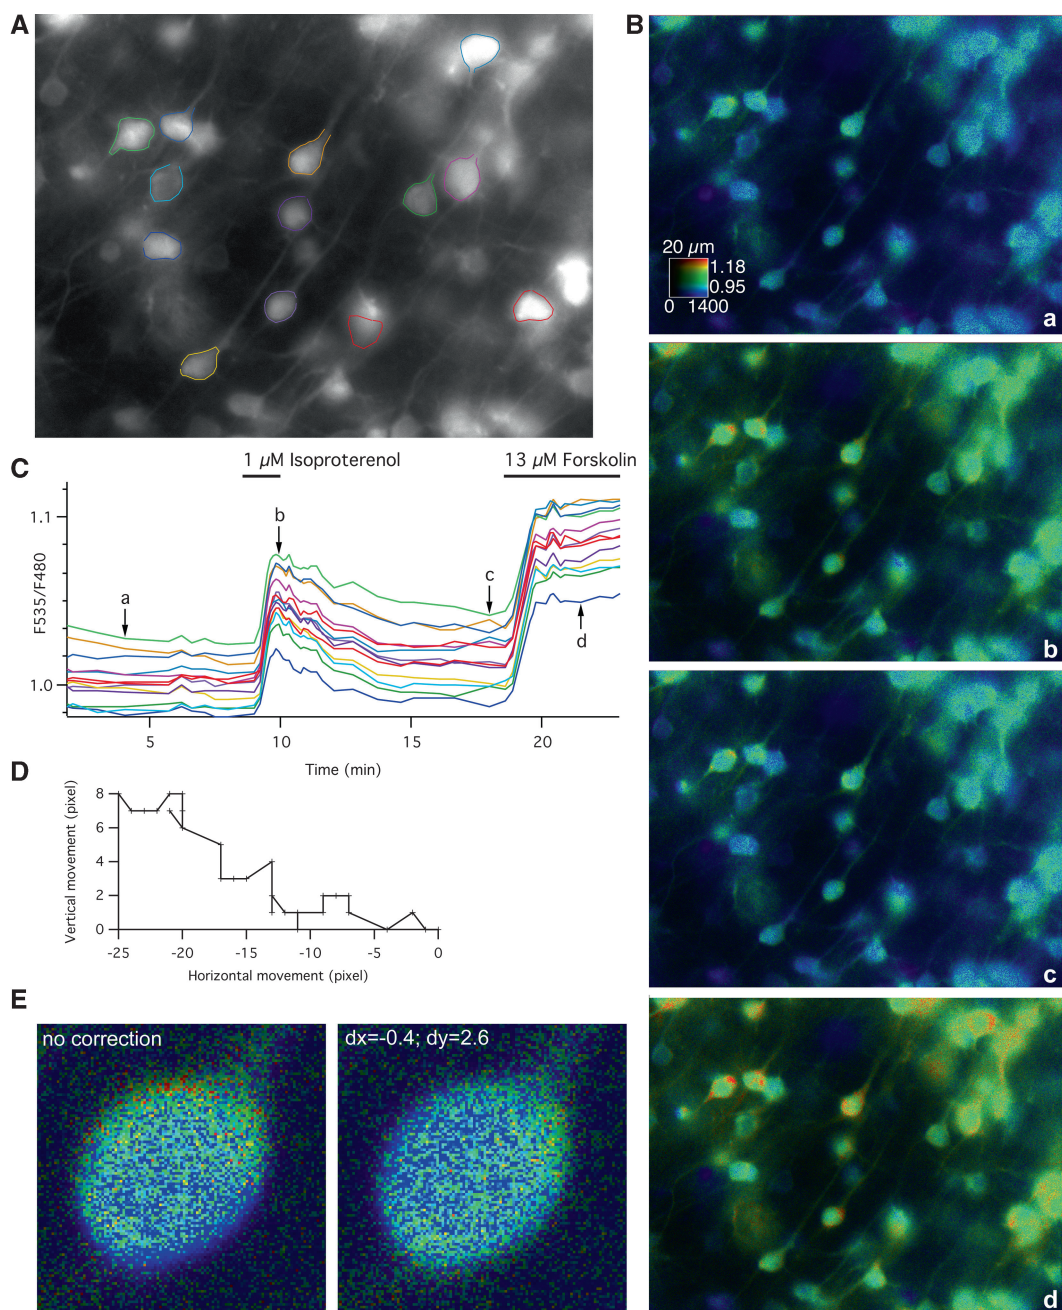 A
B
20 µm
1.18
0.95
0 1400
a
b
C
1 µM Isoproterenol
13 µM Forskolin
1.1
1.0
F535/F480
a
b
c
d
5 10 15 20
Time (min)
c
D
8
6
4
2
0
Vertical movement (pixel)
-25 -20 -15 -10 -5 0
Horizontal movement (pixel)
E
no correction
dx=-0.4; dy=2.6
d